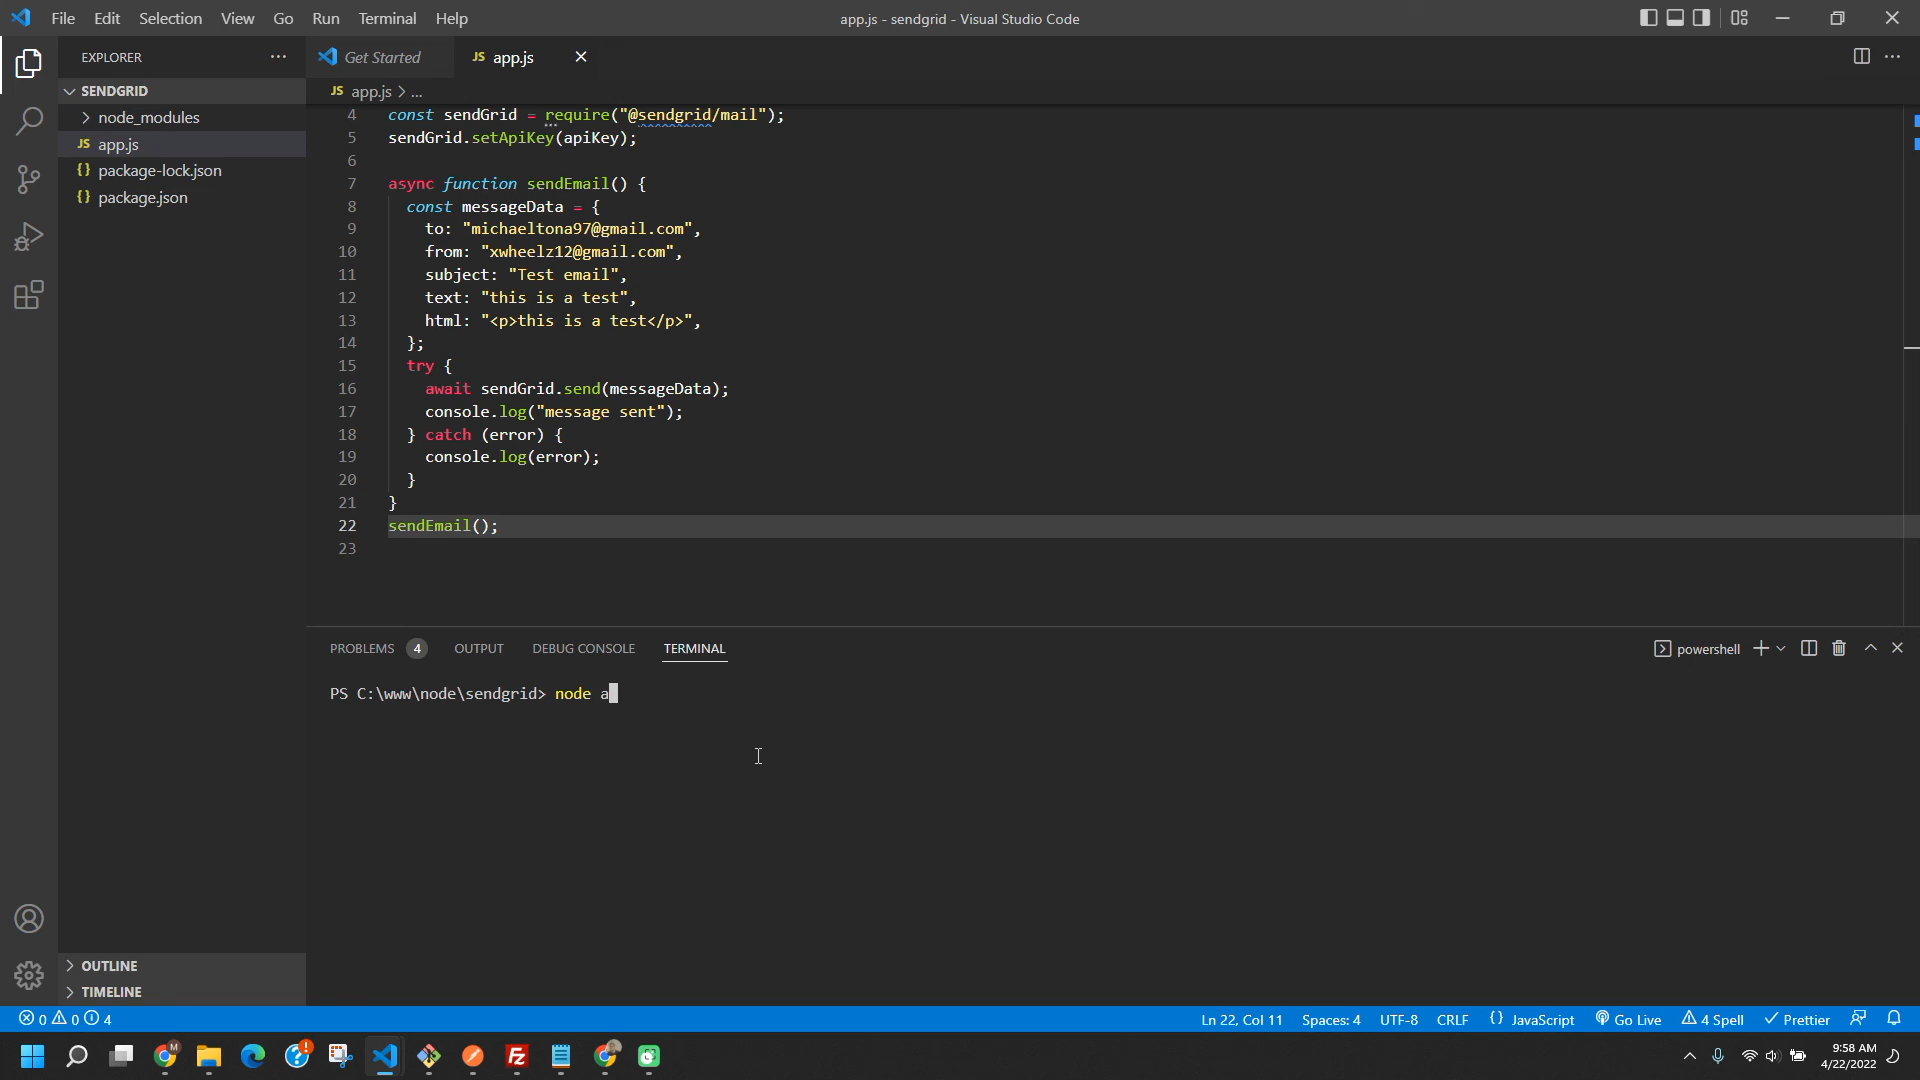 File Edit Selection View Go Run Terminal Help
app.js - sendgrid - Visual Studio Code
EXPLORER
Get Started
JS app.js
SENDGRID
JS app.js > ...
node_modules
JS app.js
{} package-lock.json
{} package.json
4 const sendGrid = require("@sendgrid/mail");
5 sendGrid.setApiKey(apiKey);
6
7 async function sendEmail() {
8 const messageData = {
9 to: "michaeltona97@gmail.com",
10 from: "xwheelz12@gmail.com",
11 subject: "Test email",
12 text: "this is a test",
13 html: "<p>this is a test</p>",
14 };
15 try {
16 await sendGrid.send(messageData);
17 console.log("message sent");
18 } catch (error) {
19 console.log(error);
20 }
21 }
22 sendEmail();
23
PROBLEMS 4 OUTPUT DEBUG CONSOLE TERMINAL
powershell
PS C:\www\node\sendgrid> node a
OUTLINE
TIMELINE
0 0 4
Ln 22, Col 11 Spaces: 4 UTF-8 CRLF {} JavaScript Go Live 4 Spell Prettier
M
Fz
9:58 AM
4/22/2022